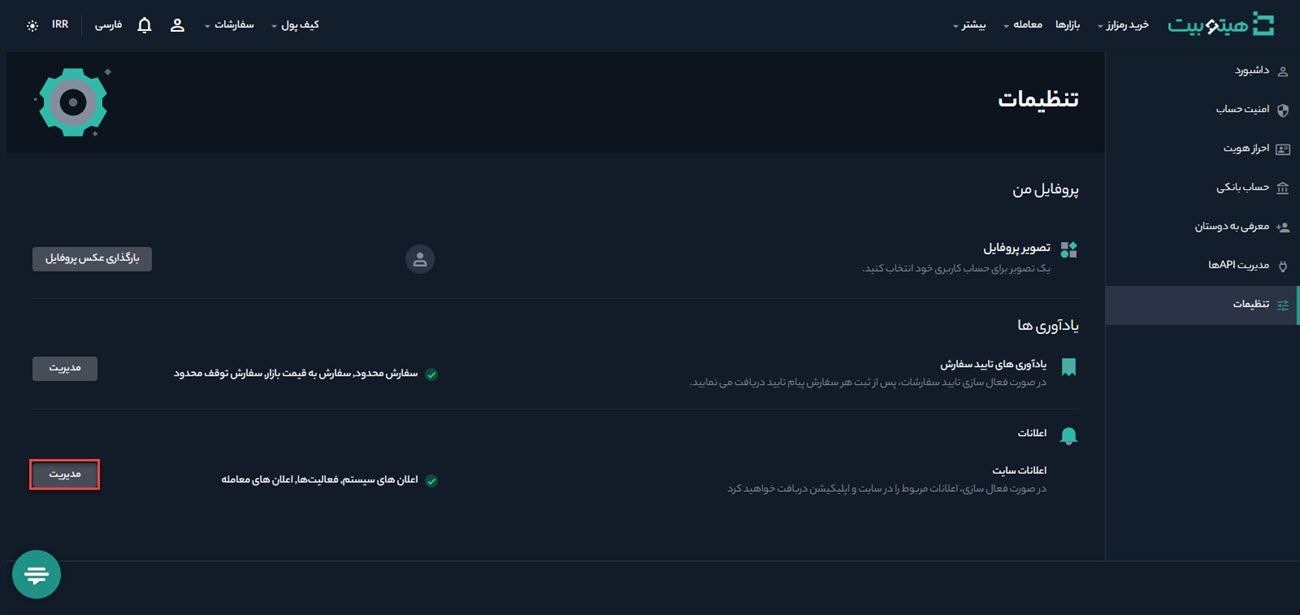 هیتوبیت
خرید رمزارز
بازارها
معامله
بیشتر
کیف پول
سفارشات
فارسی
IRR
داشبورد
امنیت حساب
احراز هویت
حساب بانکی
معرفی به دوستان
مدیریت APIها
تنظیمات
تنظیمات
پروفایل من
تصویر پروفایل
یک تصویر برای حساب کاربری خود انتخاب کنید.
بارگذاری عکس پروفایل
یادآوری ها
یادآوری های تایید سفارش
در صورت فعال سازی تایید سفارشات، پس از ثبت هر سفارش پیام تایید دریافت می نمایید.
سفارش محدود, سفارش به قیمت بازار, سفارش توقف محدود
مدیریت
اعلانات
اعلانات سایت
در صورت فعال سازی، اعلانات مربوط را در سایت و اپلیکیشن دریافت خواهید کرد
اعلان های سیستم, فعالیت‌ها, اعلان های معامله
مدیریت